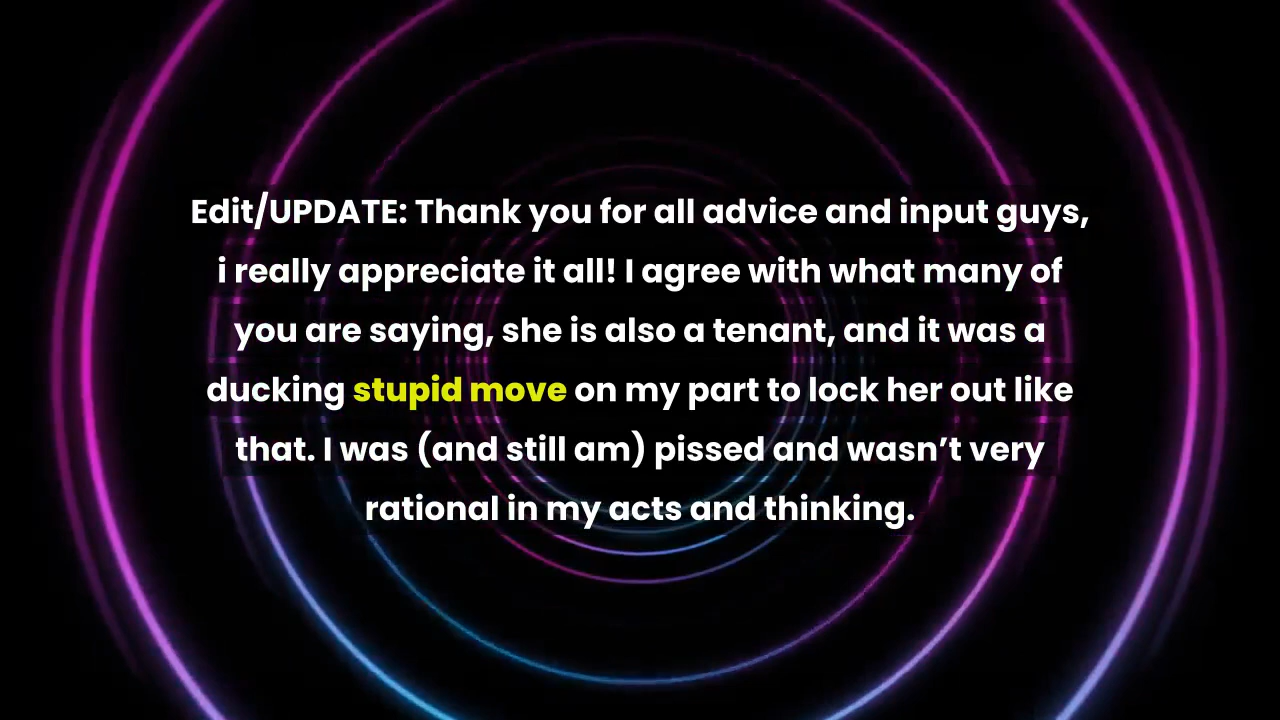 Edit/UPDATE: Thank you for all advice and input guys,
i really appreciate it all! I agree with what many of
you are saying, she is also a tenant, and it was a
ducking stupid move on my part to lock her out like
that. I was (and still am) pissed and wasn’t very
rational in my acts and thinking.